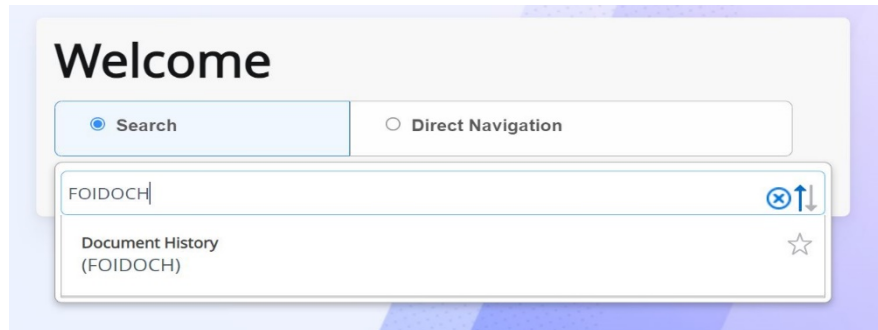 Welcome
Search
Direct Navigation
FOIDOCH
Document History
(FOIDOCH)